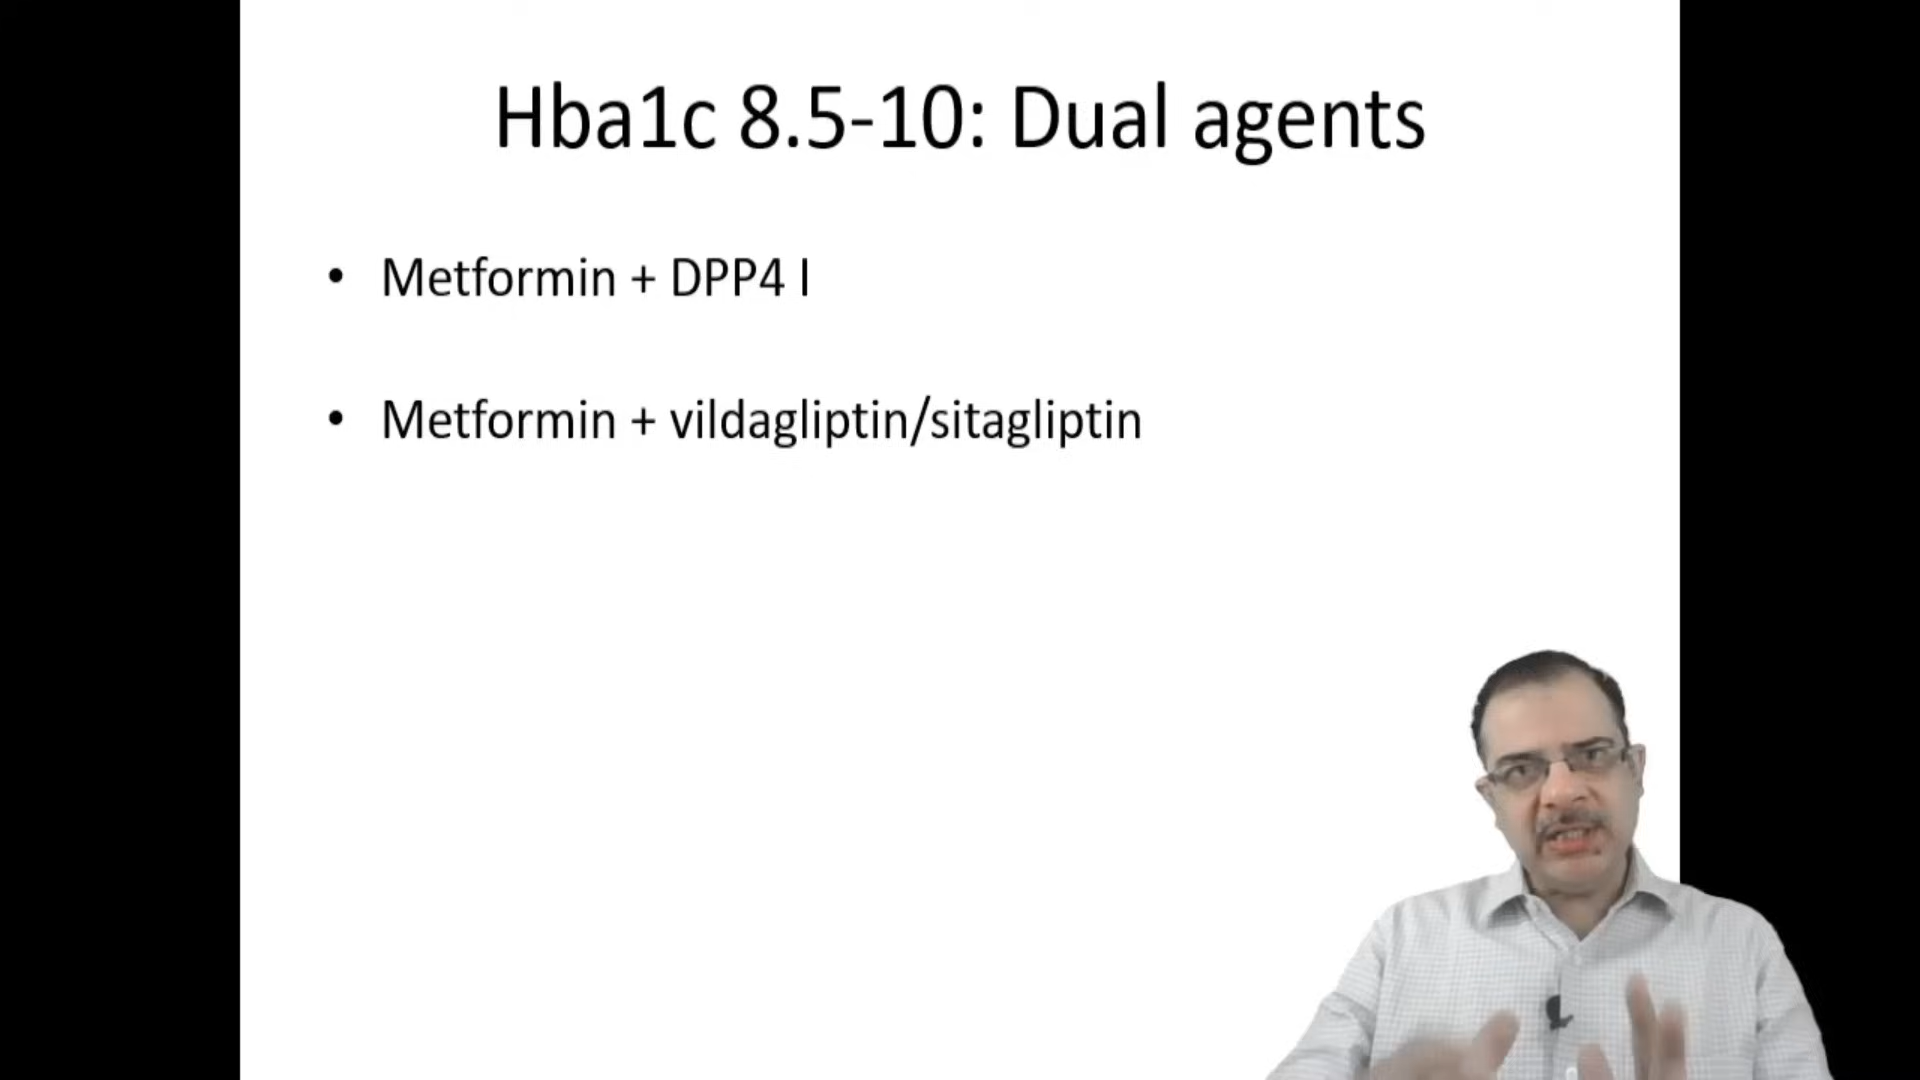 Hba1c 8.5-10: Dual agents
• Metformin + DPP4 I
• Metformin + vildagliptin/sitagliptin